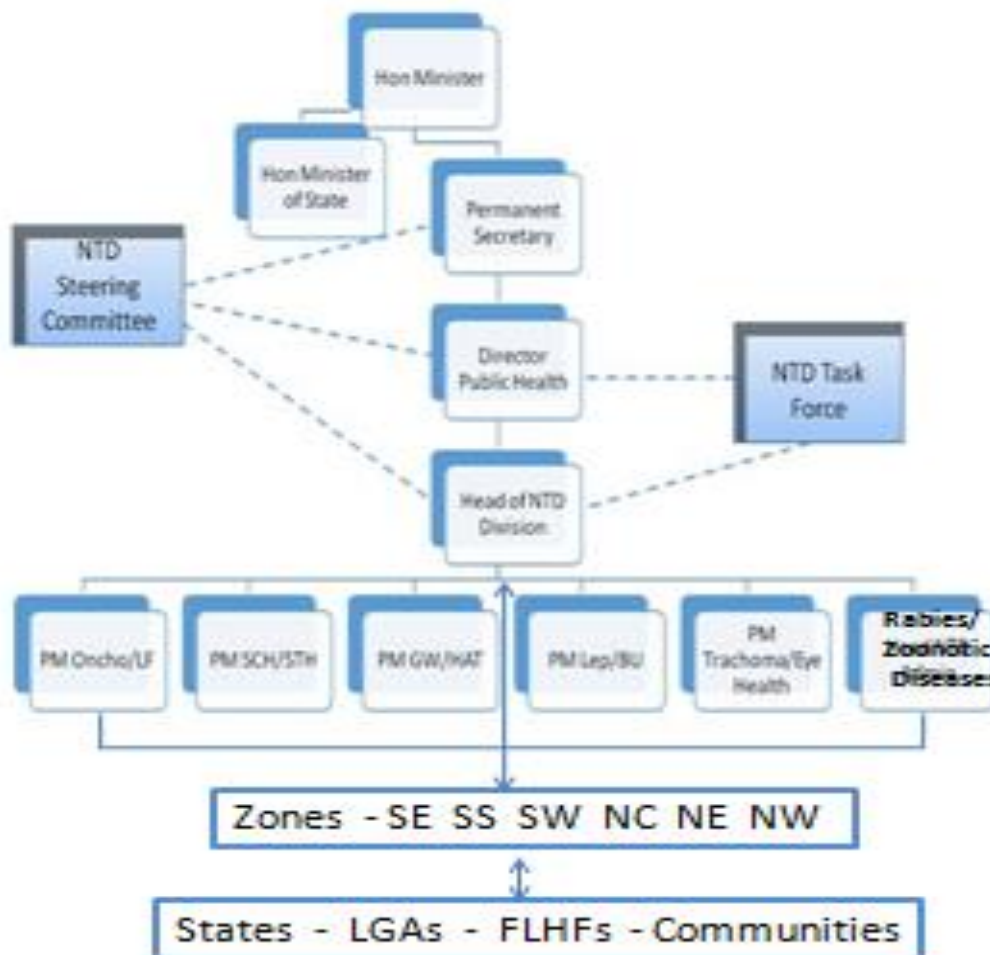 Hon Minister
Hon Minister
of State
Permanent
Secretary
NTD
Steering
Committee
Director
Public Health
NTD Task
Force
Head of NTD
Division
PM Oncho/LF
PM SCH/STH
PM GW/HAT
PM Lep/BU
PM
Trachoma/Eye
Health
Rabies/
Zoonotic
Diseases
Zones - SE SS SW NC NE NW
States - LGAs - FLHFs - Communities